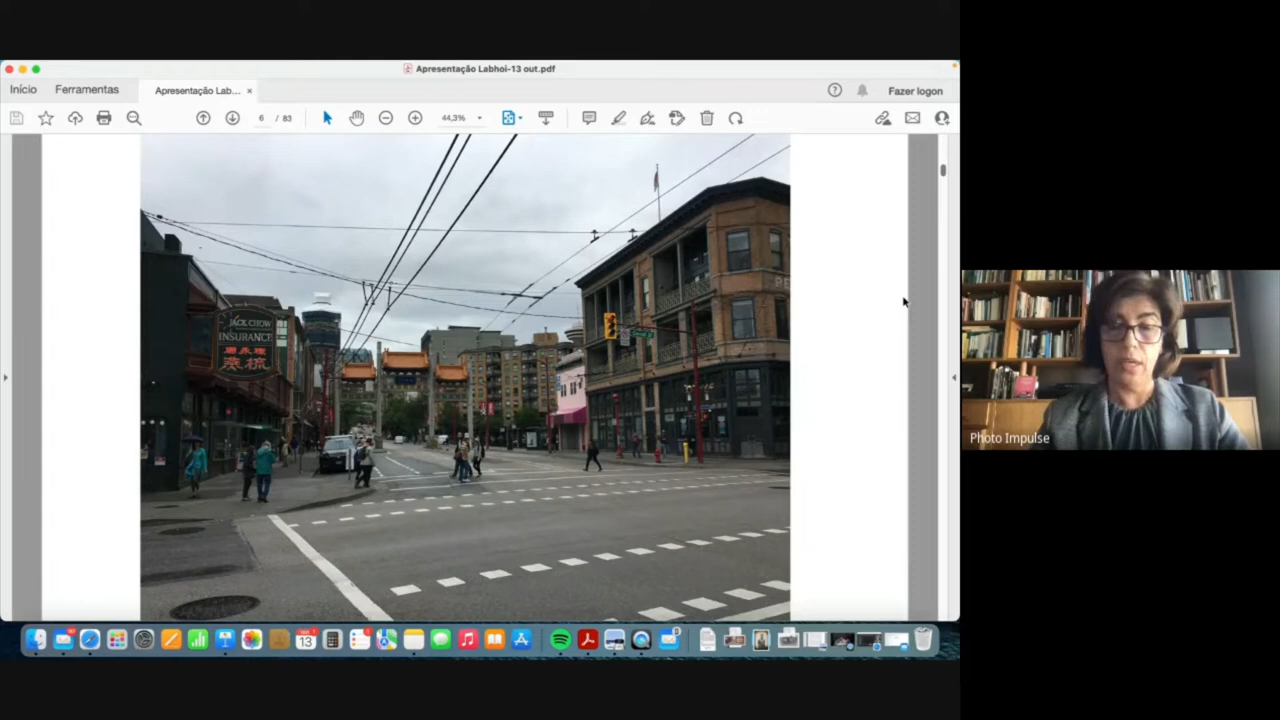 Apresentação Labhoi-13 out.pdf
Início
Ferramentas
Apresentação Lab...
Fazer logon
6 / 83
44,3%
JACK CHOW
INSURANCE
Photo Impulse
13